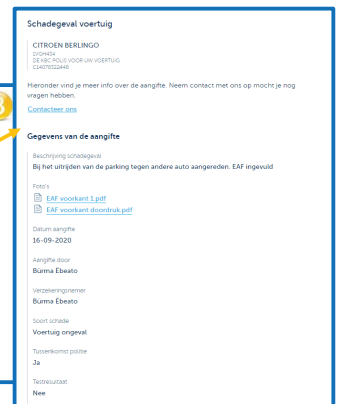 Schadegeval voertuig
CITROEN BERLINGO
1VGH454
DE KBC POLIS VOOR UW VOERTUIG
C14078322448
Hieronder vind je meer info over de aangifte. Neem contact met ons op mocht je nog
vragen hebben.
Contacteer ons
3
Gegevens van de aangifte
Beschrijving schadegeval
Bij het uitrijden van de parking tegen andere auto aangereden. EAF ingevuld
Foto's
EAF voorkant 1.pdf
EAF voorkant doordruk.pdf
Datum aangifte
16-09-2020
Aangifte door
Bürma Ebeato
Verzekeringsnemer
Bürma Ebeato
Soort schade
Voertuig ongeval
Tussenkomst politie
Ja
Testresultaat
Nee